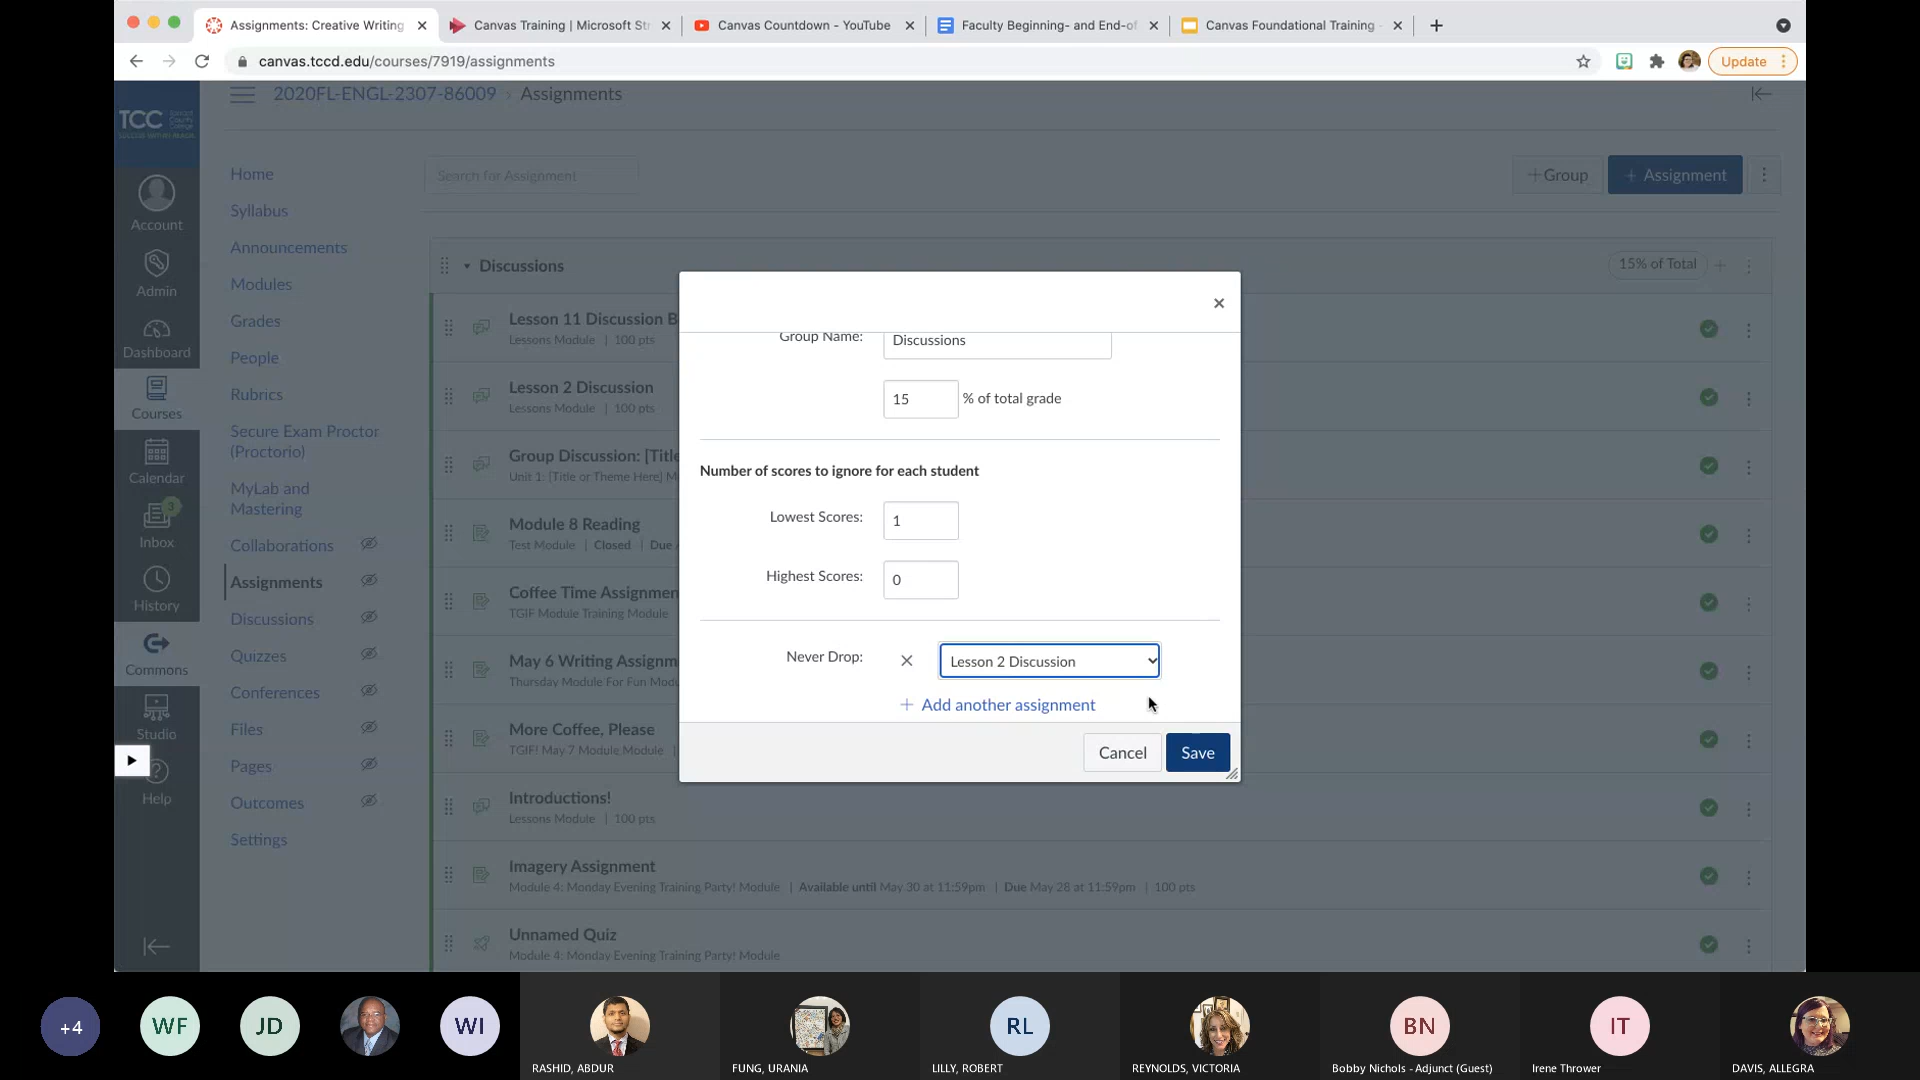 Assignments: Creative Writing
Canvas Training | Microsoft Str
Canvas Countdown - YouTube
Faculty Beginning- and End-of
Canvas Foundational Training -
canvas.tccd.edu/courses/7919/assignments
Update
TCC
2020FL-ENGL-2307-86009 › Assignments
Account
Admin
Dashboard
Courses
Calendar
3
Inbox
History
Commons
Studio
Help
Home
Syllabus
Announcements
Modules
Grades
People
Rubrics
Secure Exam Proctor
(Proctorio)
MyLab and
Mastering
Collaborations
Assignments
Discussions
Quizzes
Conferences
Files
Pages
Outcomes
Settings
Search for Assignment
+ Group
+ Assignment
Discussions
15% of Total
Lesson 11 Discussion B
Lessons Module | 100 pts
Lesson 2 Discussion
Lessons Module | 100 pts
Group Discussion: [Title
Unit 1: [Title or Theme Here] M
Module 8 Reading
Test Module | Closed | Due
Coffee Time Assignmen
TGIF Module Training Module |
May 6 Writing Assignm
Thursday Module For Fun Modu
More Coffee, Please
TGIF! May 7 Module Module |
Introductions!
Lessons Module | 100 pts
Imagery Assignment
Module 4: Monday Evening Training Party! Module | Available until May 30 at 11:59pm | Due May 28 at 11:59pm | 100 pts
Unnamed Quiz
Module 4: Monday Evening Training Party! Module
Group Name: Discussions
15 % of total grade
Number of scores to ignore for each student
Lowest Scores: 1
Highest Scores: 0
Never Drop: Lesson 2 Discussion
+ Add another assignment
Cancel
Save
+4
WF
JD
WI
RASHID, ABDUR
FUNG, URANIA
RL
LILLY, ROBERT
REYNOLDS, VICTORIA
BN
Bobby Nichols - Adjunct (Guest)
IT
Irene Thrower
DAVIS, ALLEGRA